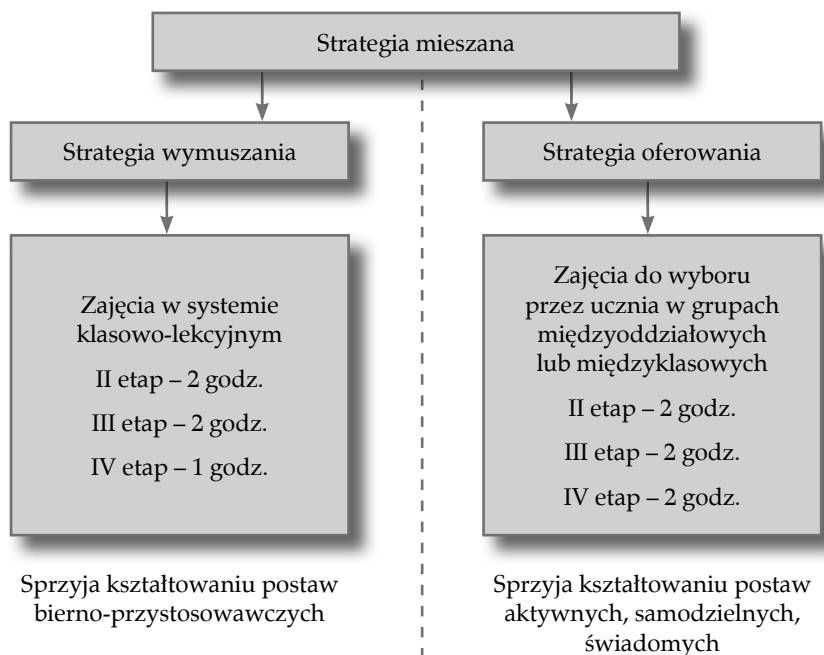 Strategia mieszana
Strategia wymuszania
Zajęcia w systemie
klasowo-lekcyjnym
II etap – 2 godz.
III etap – 2 godz.
IV etap – 1 godz.
Sprzyja kształtowaniu postaw
bierno-przystosowawczych
Strategia oferowania
Zajęcia do wyboru
przez ucznia w grupach
międzyoddziałowych
lub międzyklasowych
II etap – 2 godz.
III etap – 2 godz.
IV etap – 2 godz.
Sprzyja kształtowaniu postaw
aktywnych, samodzielnych,
świadomych